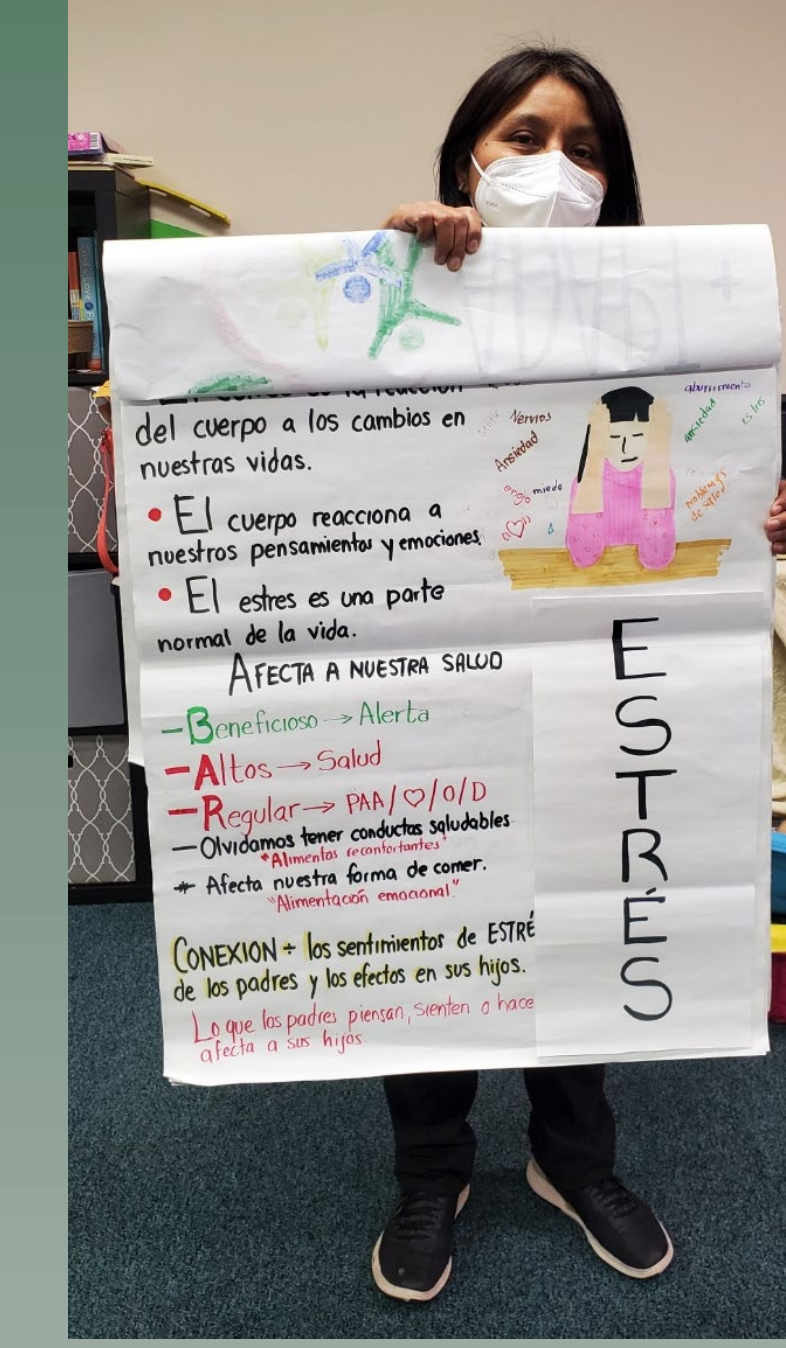 la reacción
del cuerpo a los cambios en
nuestras vidas.
• El cuerpo reacciona a
nuestros pensamientos y emociones.
• El estres es una parte
normal de la vida.
AFECTA A NUESTRA SALUD
— Beneficioso → Alerta
— Altos → Salud
— Regular → PAA/♡/O/D
— Olvidamos tener conductas saludables
"Alimentos reconfortantes"
* Afecta nuestra forma de comer.
"Alimentación emocional"
CONEXION ÷ los sentimientos de ESTRÉ
de los padres y los efectos en sus hijos.
Lo que los padres piensan, sienten o hace
afecta a sus hijos
Nervios
Ansiedad
enojo miedo
aburrimiento
ansiedad
estres
problemas
de salud
ESTRÉS